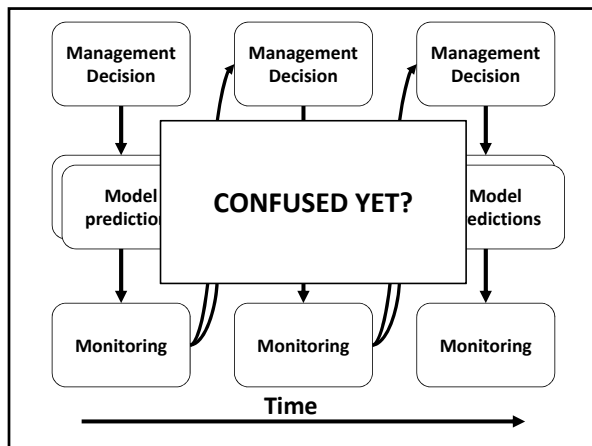 Management
Decision
Management
Decision
Management
Decision
Model
prediction
CONFUSED YET?
Model
edictions
Monitoring
Monitoring
Monitoring
Time